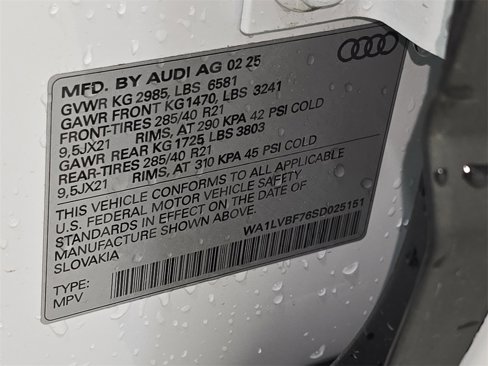 MFD. BY AUDI AG 02 25
GVWR KG 2985, LBS 6581
GAWR FRONT KG1470, LBS 3241
FRONT-TIRES 285/40 R21
9,5JX21 RIMS, AT 290 KPA 42 PSI COLD
GAWR REAR KG 1725 LBS 3803
REAR-TIRES 285/40 R21
9,5JX21 RIMS, AT 310 KPA 45 PSI COLD
THIS VEHICLE CONFORMS TO ALL APPLICABLE
U.S. FEDERAL MOTOR VEHICLE SAFETY
STANDARDS IN EFFECT ON THE DATE OF
MANUFACTURE SHOWN ABOVE.
SLOVAKIA
WA1LVBF76SD025151
TYPE:
MPV